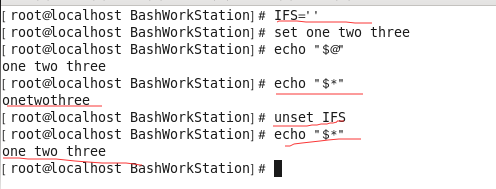 [ root@localhost BashWorkStation] # IFS=''
[ root@localhost BashWorkStation] # set one two three
[ root@localhost BashWorkStation] # echo "$@"
one two three
[ root@localhost BashWorkStation] # echo "$*"
onetwothree
[ root@localhost BashWorkStation] # unset IFS
[ root@localhost BashWorkStation] # echo "$*"
one two three
[ root@localhost BashWorkStation] #